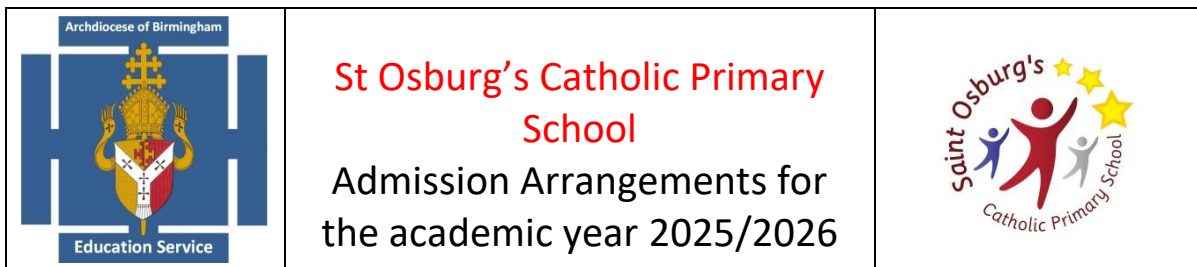 Archdiocese of Birmingham
Education Service
St Osburg's Catholic Primary
School
Admission Arrangements for
the academic year 2025/2026
Saint Osburg's
Catholic Primary School